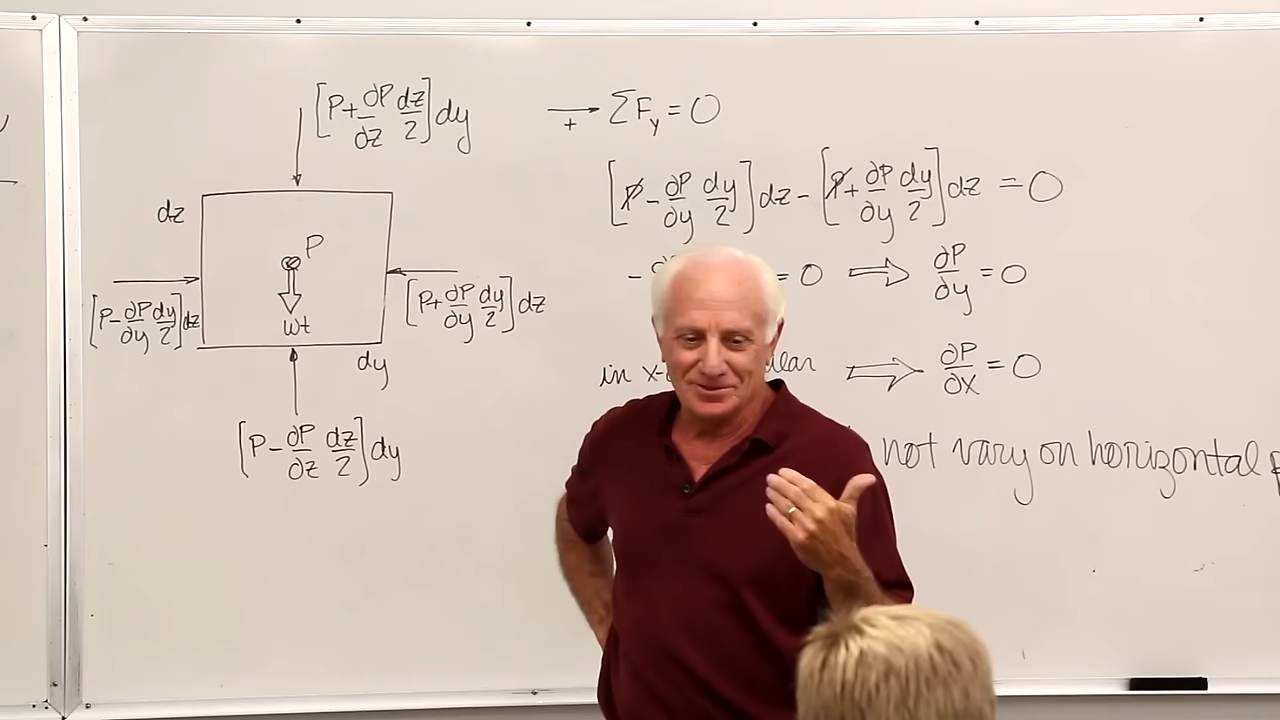 [P+∂P/∂z dz/2]dy
dz
P
[P-∂P/∂y dy/2]dz
[P+∂P/∂y dy/2]dz
wt
dy
[P-∂P/∂z dz/2]dy
→+ ΣFy=0
[P-∂P/∂y dy/2]dz-[P+∂P/∂y dy/2]dz=0
- =0 ⇒ ∂P/∂y=0
in ⇒ ∂P/∂x=0
not vary on horizontal